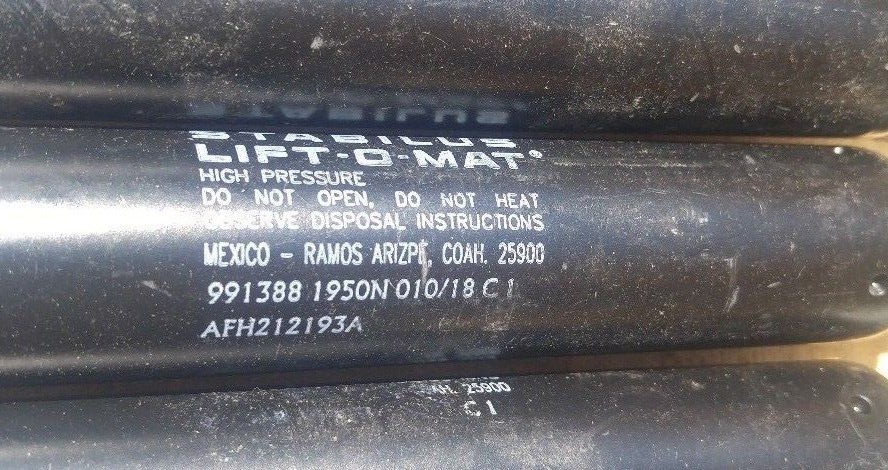 STABILUS
LIFT-O-MAT®
HIGH PRESSURE
DO NOT OPEN, DO NOT HEAT
OBSERVE DISPOSAL INSTRUCTIONS
MEXICO - RAMOS ARIZPE, COAH. 25900
991388 1950N 010/18 C 1
AFH212193A
COAH. 25900
C 1